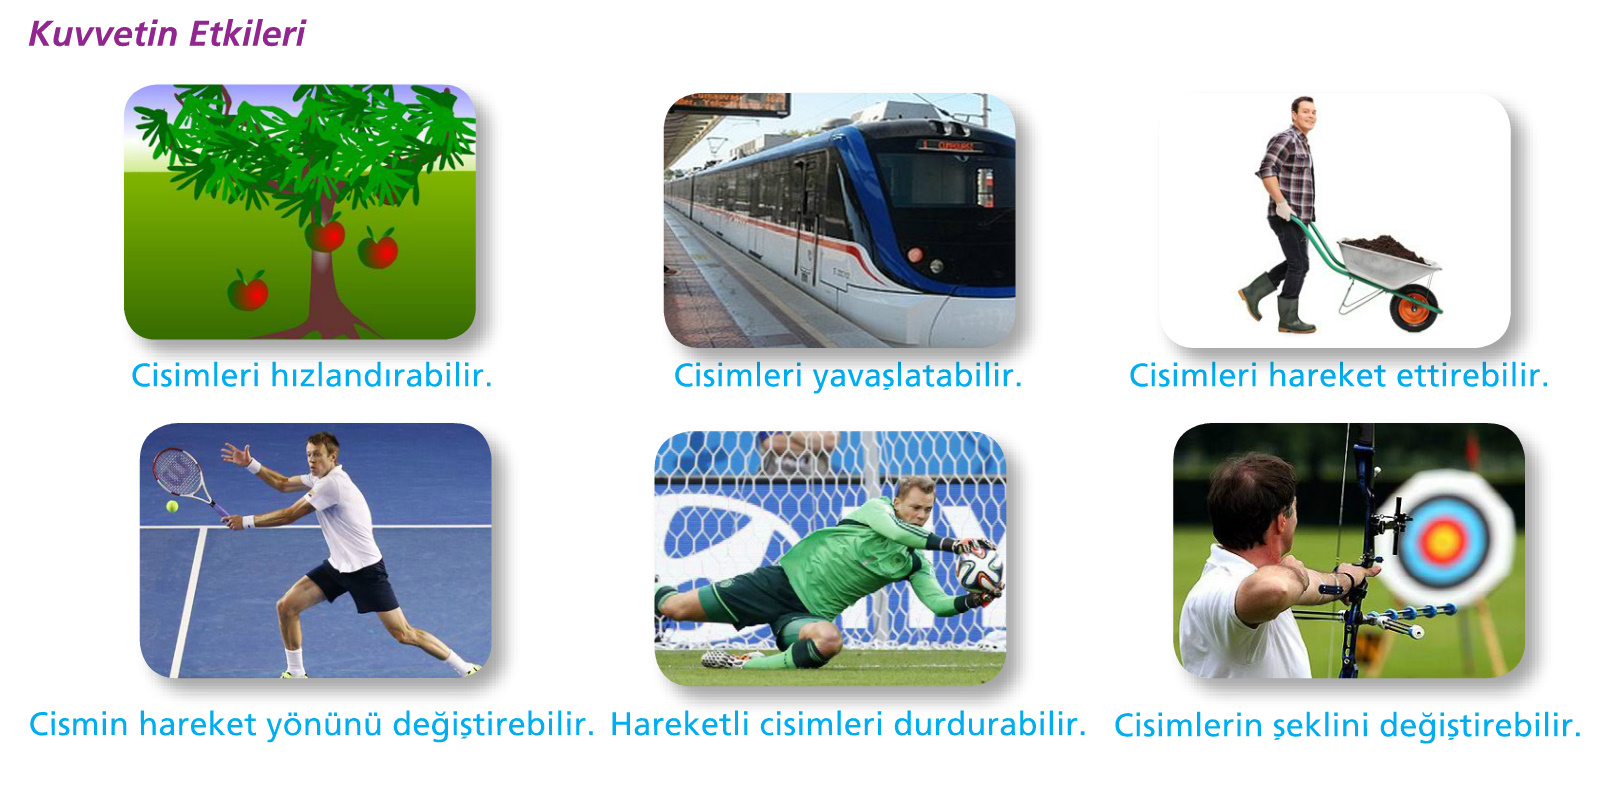 Kuvvetin Etkileri
Cisimleri hızlandırabilir.
Cisimleri yavaşlatabilir.
Cisimleri hareket ettirebilir.
Cismin hareket yönünü değiştirebilir.
Hareketli cisimleri durdurabilir.
Cisimlerin şeklini değiştirebilir.